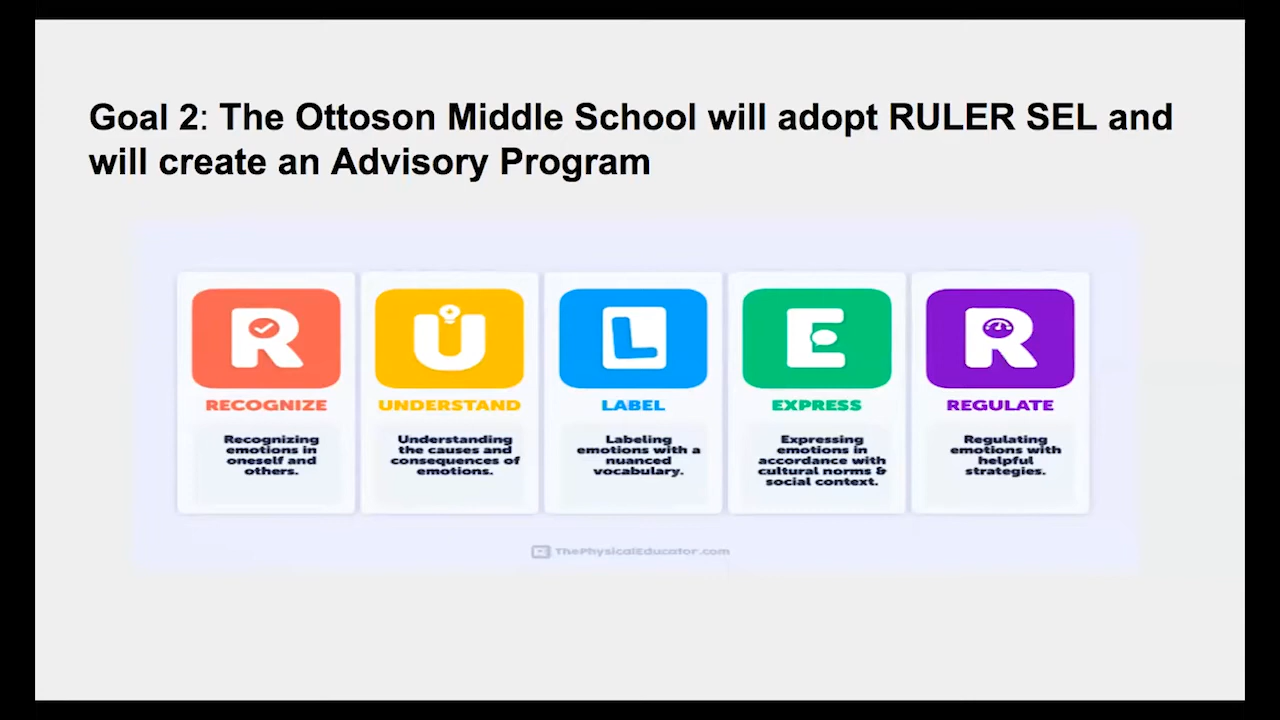 Goal 2: The Ottoson Middle School will adopt RULER SEL and
will create an Advisory Program
R
U
L
E
R
RECOGNIZE
UNDERSTAND
LABEL
EXPRESS
REGULATE
Recognizing
emotions in
oneself and
others.
Understanding
the causes and
consequences of
emotions.
Labeling
emotions with a
nuanced
vocabulary.
Expressing
emotions in
accordance with
cultural norms &
social context.
Regulating
emotions with
helpful
strategies.
ThePhysicalEducator.com